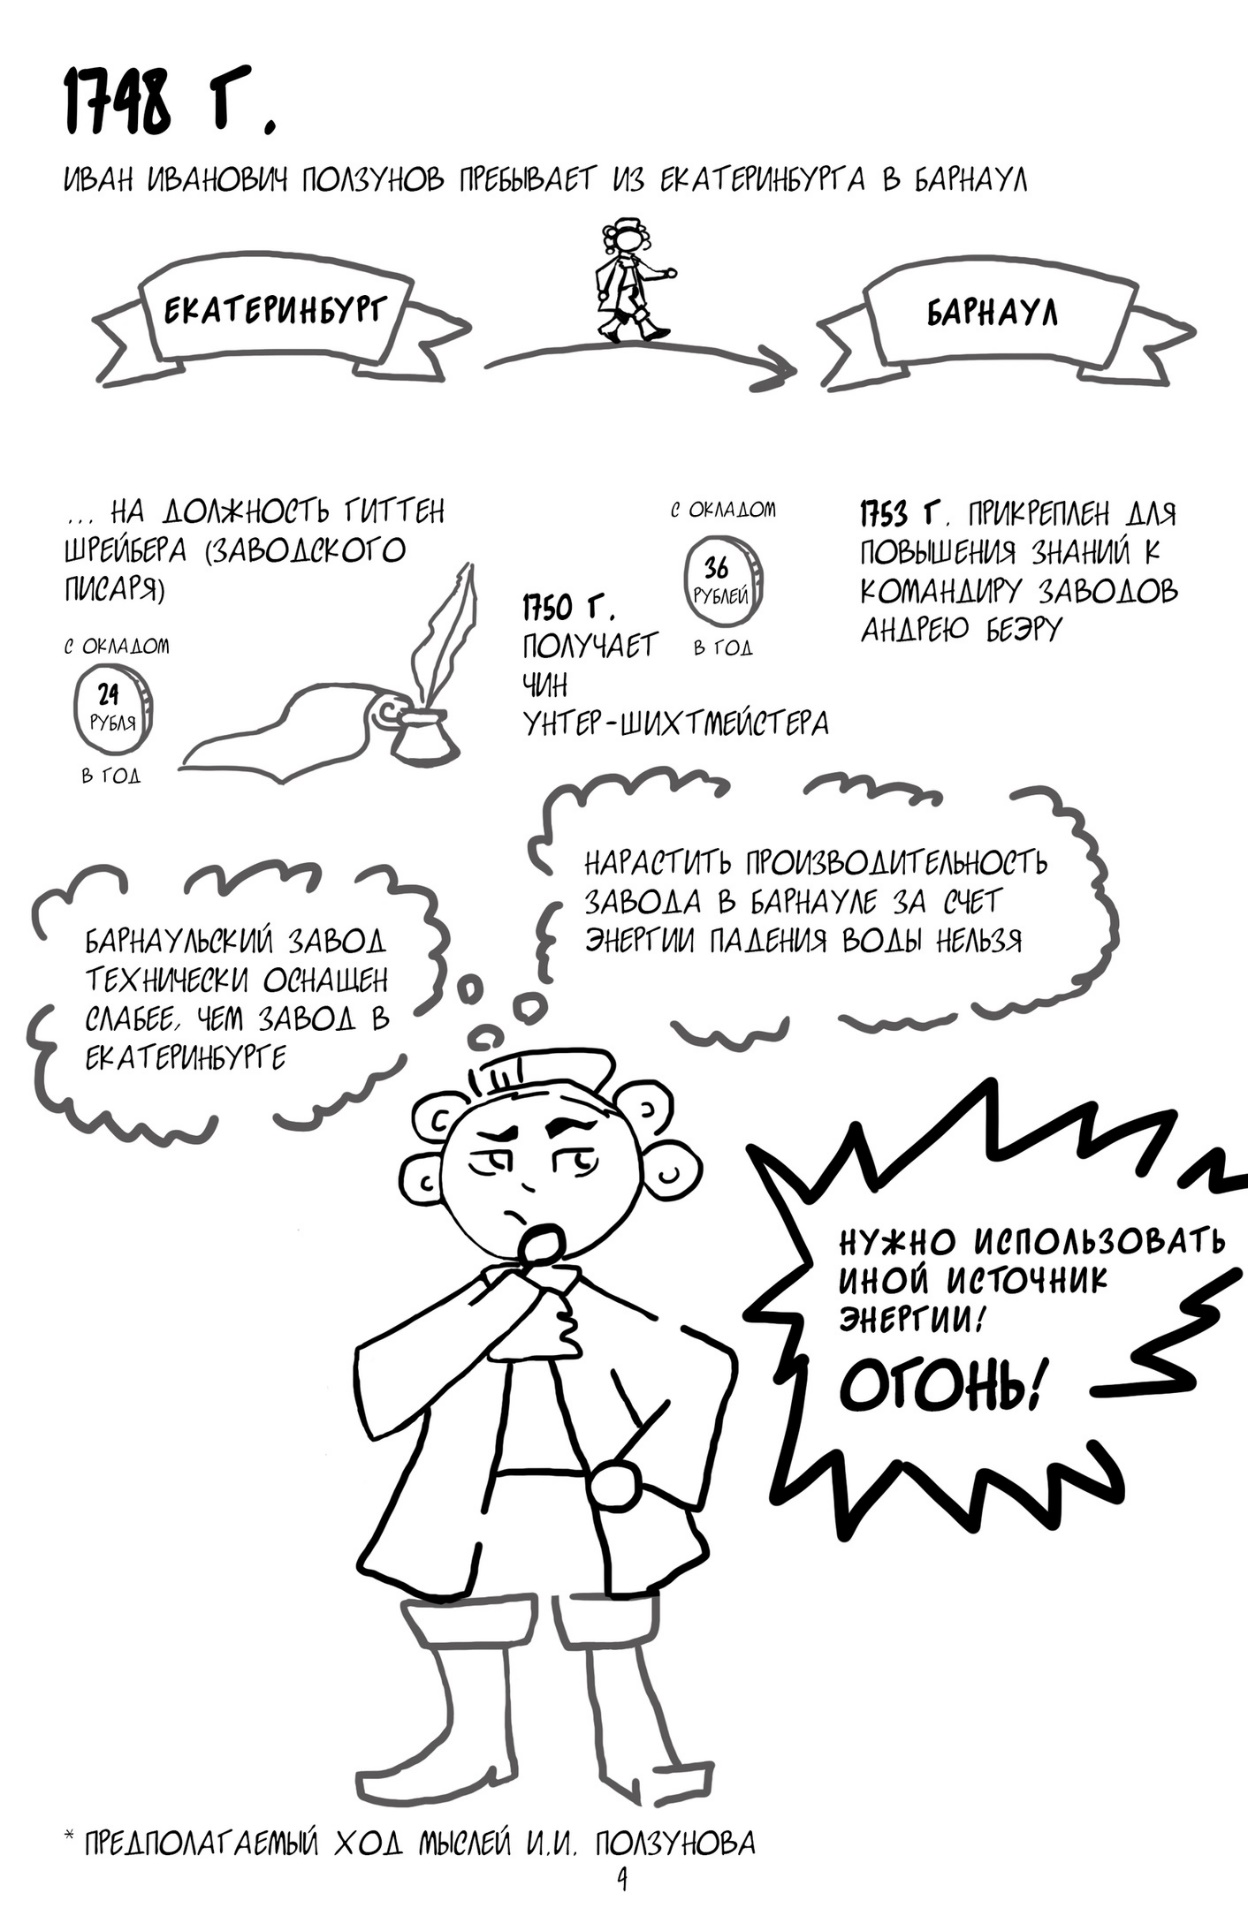 1748 Г.
ИВАН ИВАНОВИЧ ПОЛЗУНОВ ПРЕБЫВАЕТ ИЗ ЕКАТЕРИНБУРГА В БАРНАУЛ
ЕКАТЕРИНБУРГ
БАРНАУЛ
... НА ДОЛЖНОСТЬ ГИТТЕН
ШРЕЙБЕРА (ЗАВОДСКОГО
ПИСАРЯ)
С ОКЛАДОМ
24
РУБЛЯ
В ГОД
1750 Г.
ПОЛУЧАЕТ
ЧИН
УНТЕР-ШИХТМЕЙСТЕРА
С ОКЛАДОМ
36
РУБЛЕЙ
В ГОД
1753 Г. ПРИКРЕПЛЕН ДЛЯ
ПОВЫШЕНИЯ ЗНАНИЙ К
КОМАНДИРУ ЗАВОДОВ
АНДРЕЮ БЕЭРУ
БАРНАУЛЬСКИЙ ЗАВОД
ТЕХНИЧЕСКИ ОСНАЩЕН
СЛАБЕЕ, ЧЕМ ЗАВОД В
ЕКАТЕРИНБУРГЕ
НАРАСТИТЬ ПРОИЗВОДИТЕЛЬНОСТЬ
ЗАВОДА В БАРНАУЛЕ ЗА СЧЕТ
ЭНЕРГИИ ПАДЕНИЯ ВОДЫ НЕЛЬЗЯ
НУЖНО ИСПОЛЬЗОВАТЬ
ИНОЙ ИСТОЧНИК
ЭНЕРГИИ!
ОГОНЬ!
* ПРЕДПОЛАГАЕМЫЙ ХОД МЫСЛЕЙ И.И. ПОЛЗУНОВА
4